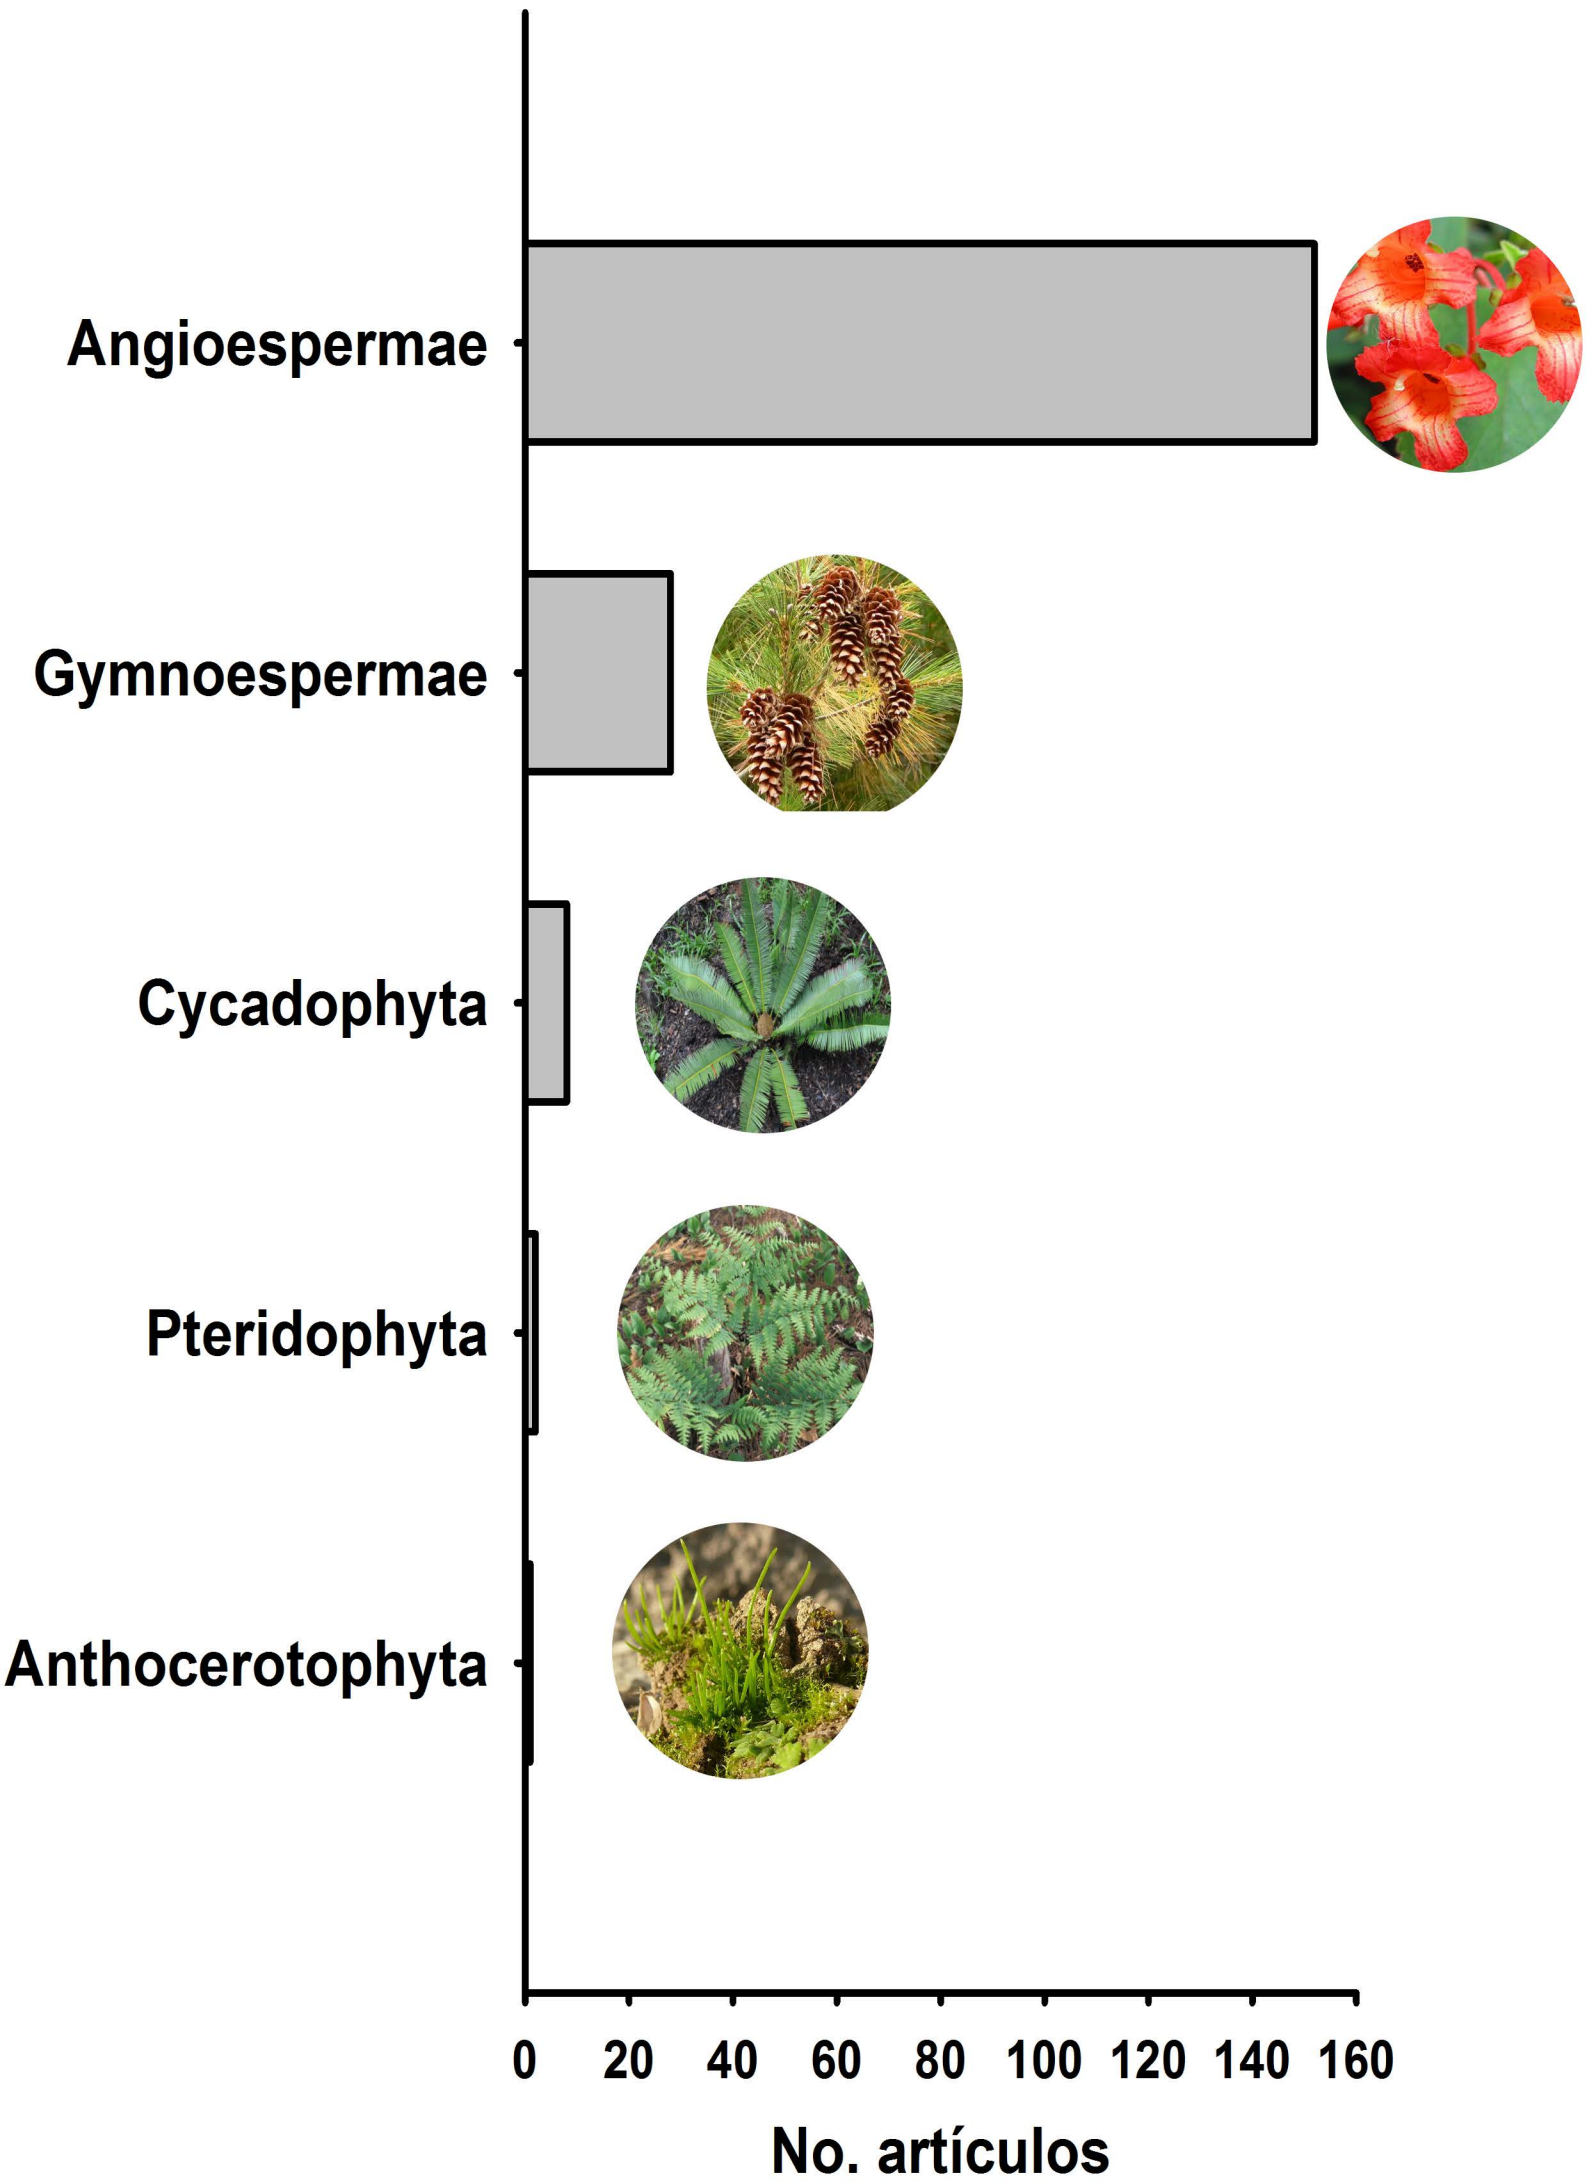 Angioespermae
Gymnoespermae
Cycadophyta
Pteridophyta
Anthocerotophyta
0 20 40 60 80 100 120 140 160
No. artículos